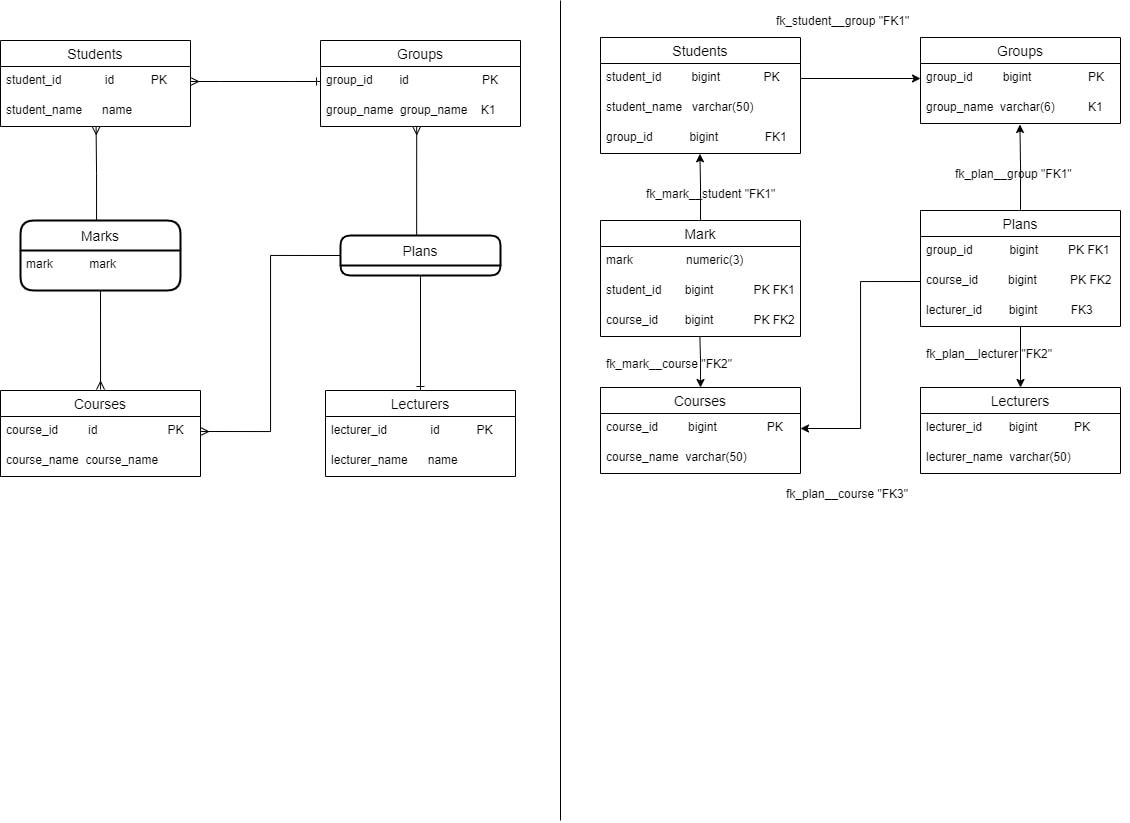 Students
student_id id PK
student_name name
Groups
group_id id PK
group_name group_name K1
Marks
mark mark
Plans
Courses
course_id id PK
course_name course_name
Lecturers
lecturer_id id PK
lecturer_name name
fk_student__group "FK1"
Students
student_id bigint PK
student_name varchar(50)
group_id bigint FK1
Groups
group_id bigint PK
group_name varchar(6) K1
fk_mark__student "FK1"
fk_plan__group "FK1"
Mark
mark numeric(3)
student_id bigint PK FK1
course_id bigint PK FK2
Plans
group_id bigint PK FK1
course_id bigint PK FK2
lecturer_id bigint FK3
fk_mark__course "FK2"
fk_plan__lecturer "FK2"
Courses
course_id bigint PK
course_name varchar(50)
Lecturers
lecturer_id bigint PK
lecturer_name varchar(50)
fk_plan__course "FK3"